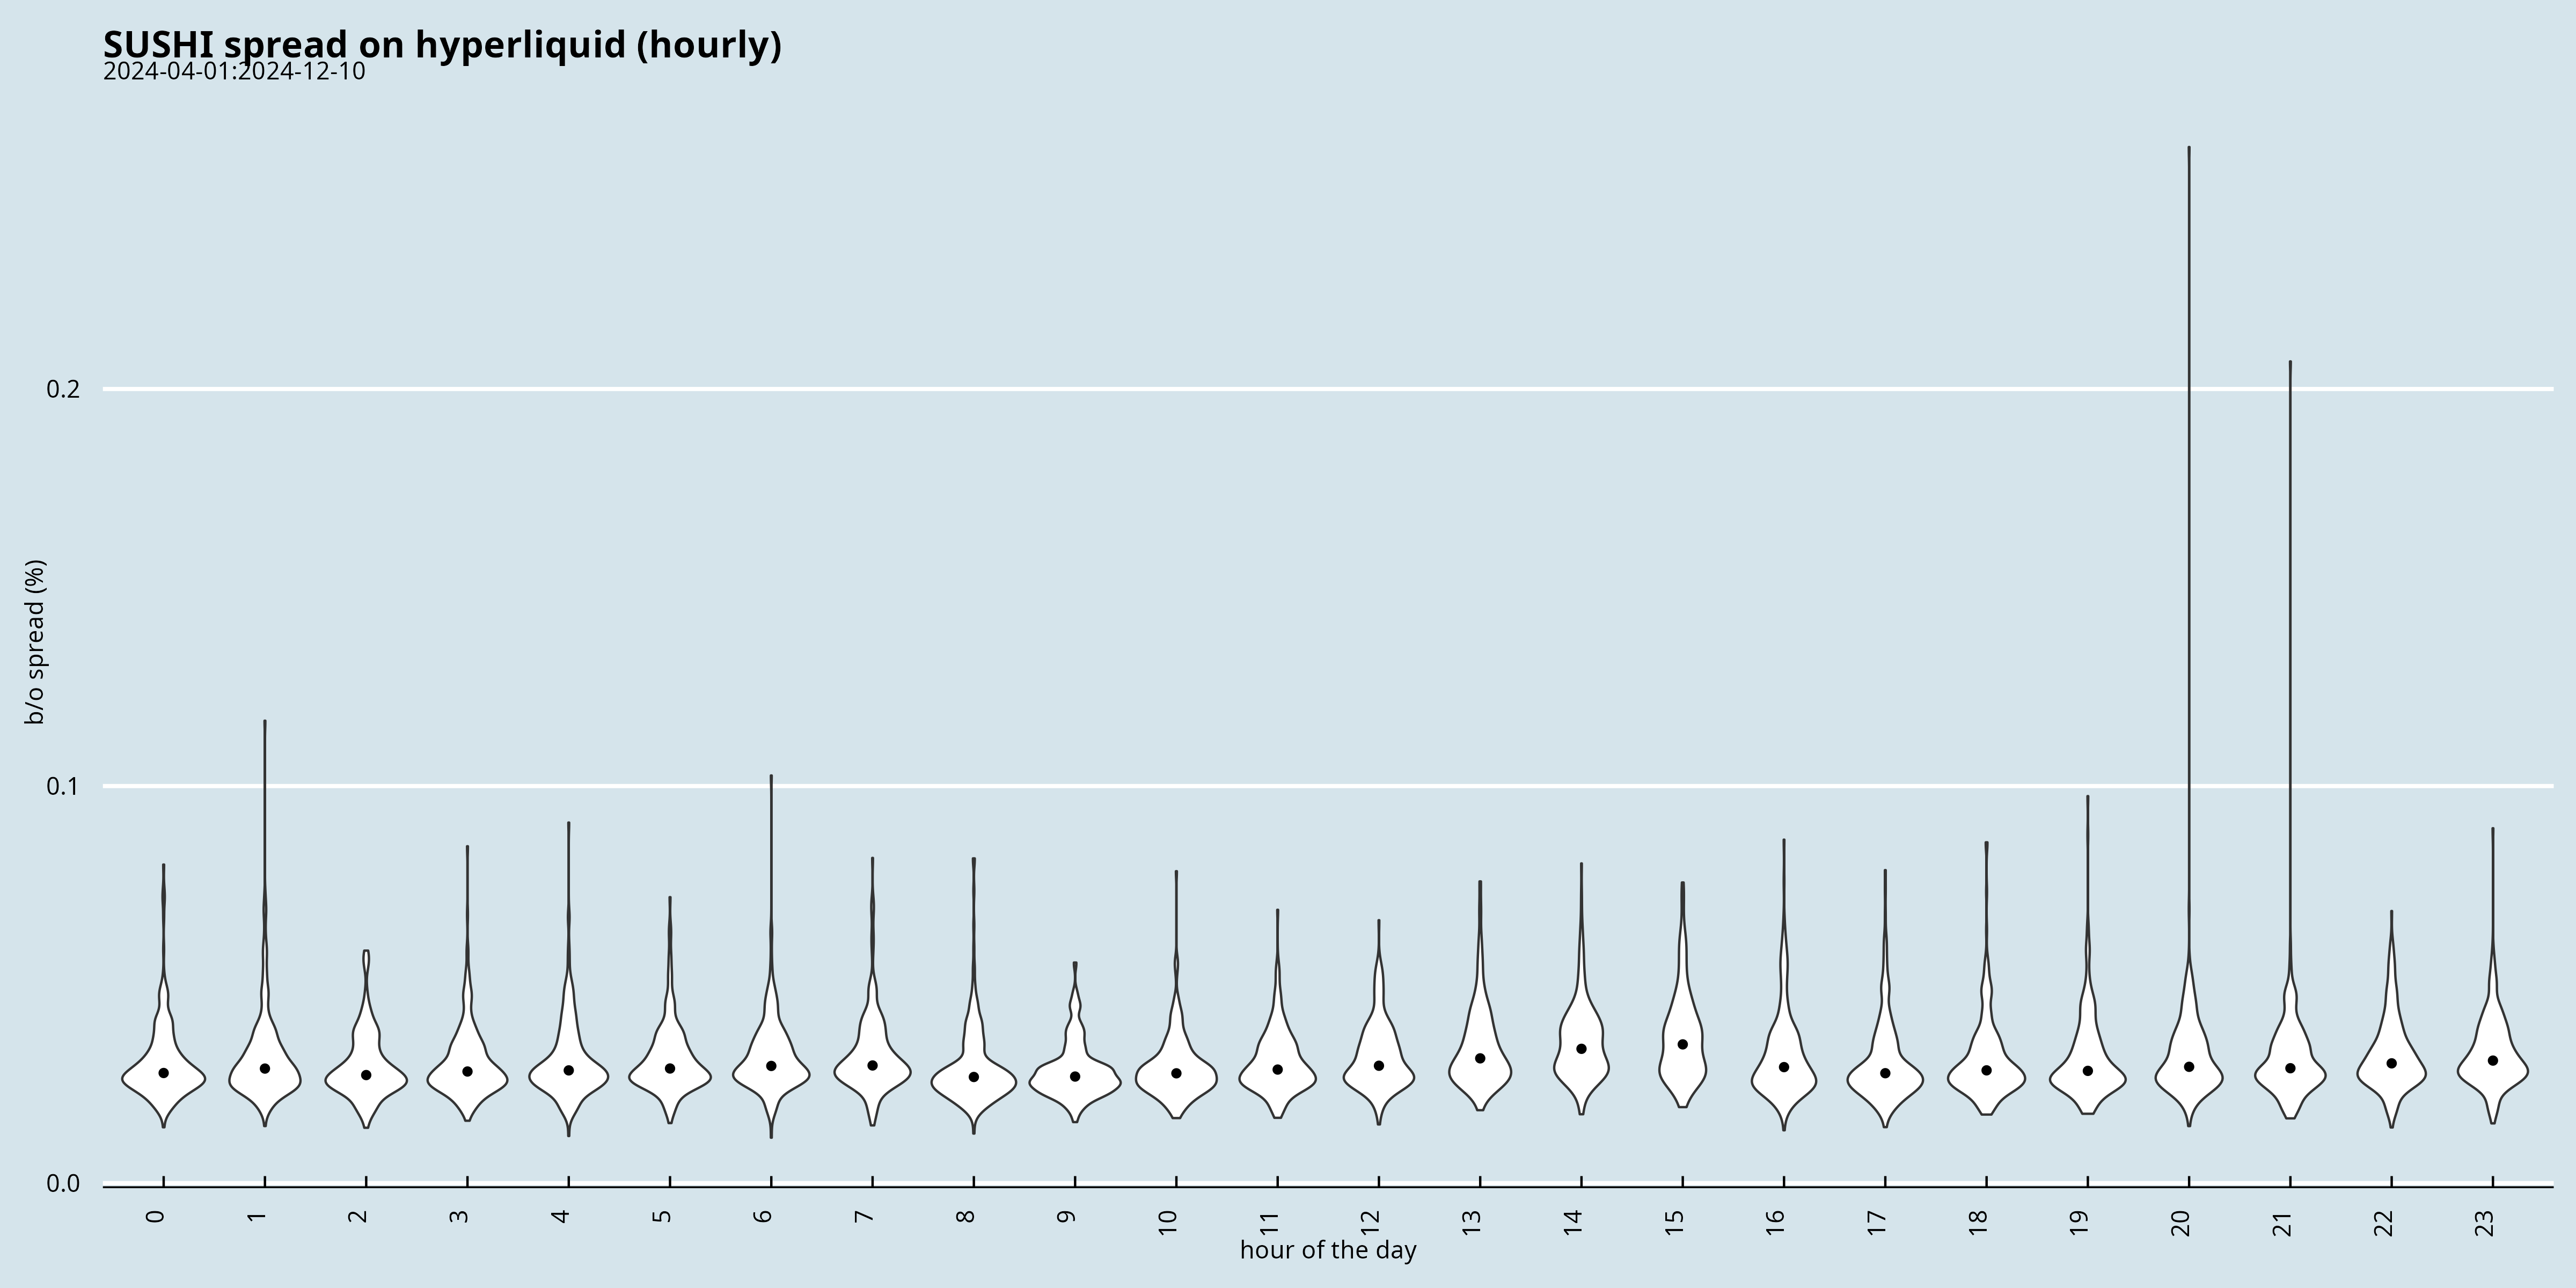 SUSHI spread on hyperliquid (hourly)
2024-04-01:2024-12-10
b/o spread (%)
0.2
0.1
0.0
0 1 2 3 4 5 6 7 8 9 10 11 12 13 14 15 16 17 18 19 20 21 22 23
hour of the day